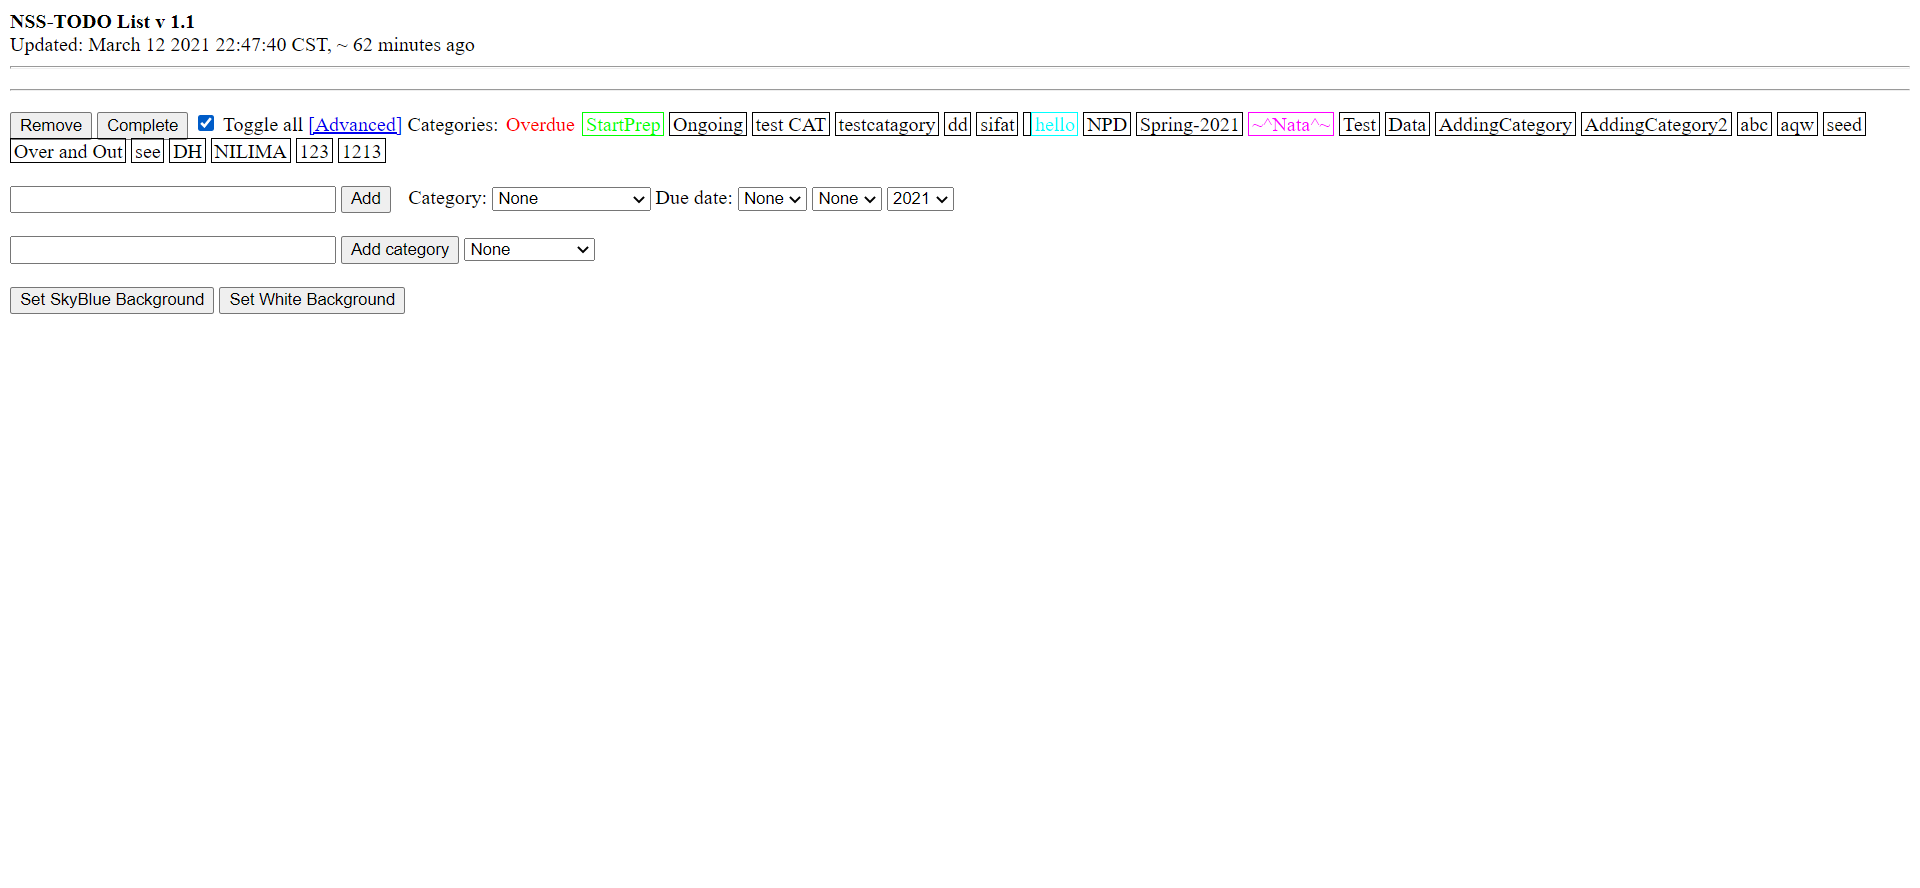 NSS-TODO List v 1.1
Updated: March 12 2021 22:47:40 CST, ~ 62 minutes ago
Remove Complete Toggle all [Advanced] Categories: Overdue StartPrep Ongoing test CAT testcatagory dd sifat hello NPD Spring-2021 ~^Nata^~ Test Data AddingCategory AddingCategory2 abc aqw seed
Over and Out see DH NILIMA 123 1213
Add Category: None Due date: None None 2021
Add category None
Set SkyBlue Background Set White Background